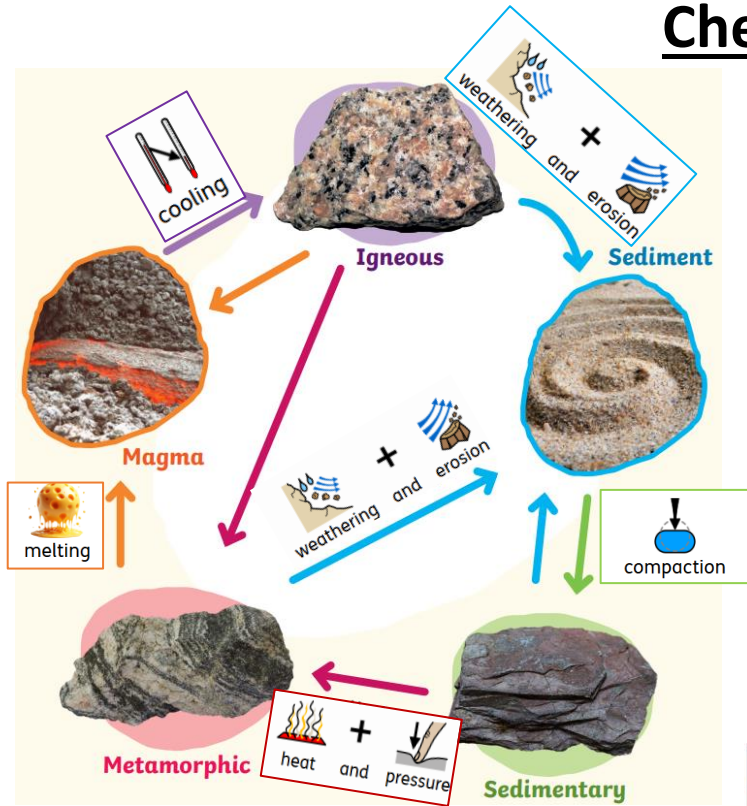 Che
weathering
and
erosion
cooling
Igneous
Sediment
Magma
weathering and erosion
melting
compaction
heat and pressure
Metamorphic
Sedimentary